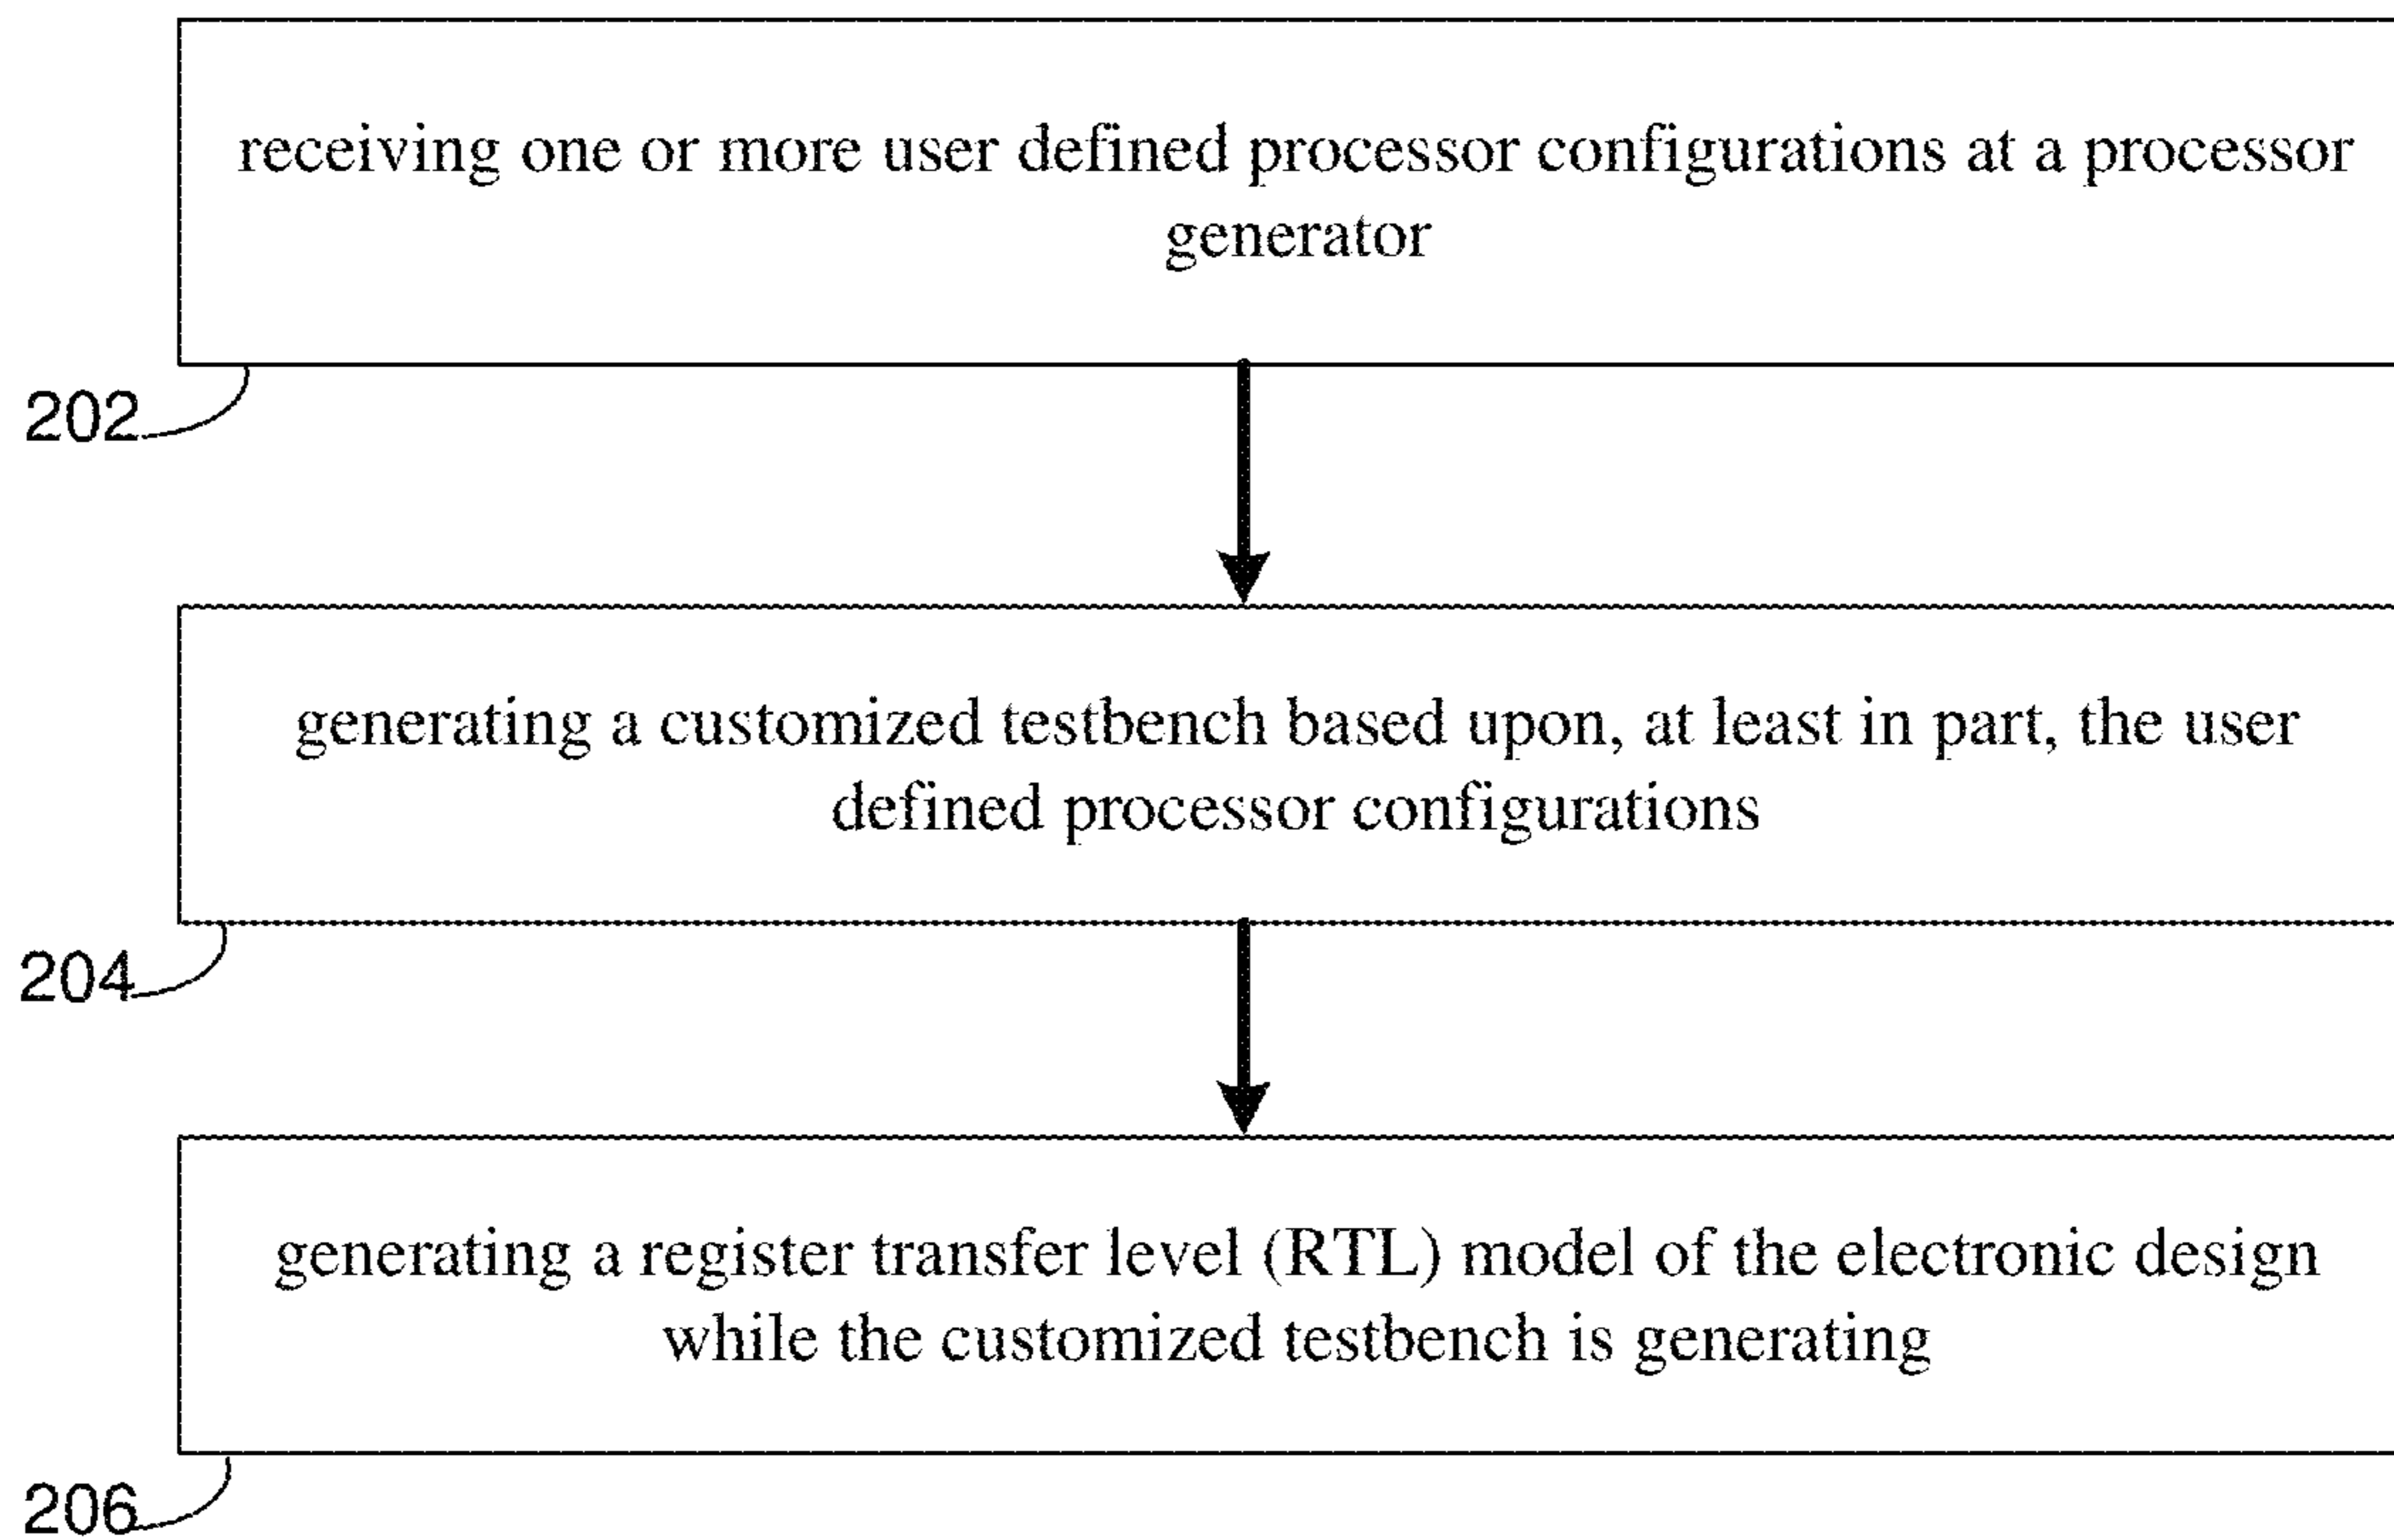 receiving one or more user defined processor configurations at a processor
generator
202
generating a customized testbench based upon, at least in part, the user
defined processor configurations
204
generating a register transfer level (RTL) model of the electronic design
while the customized testbench is generating
206